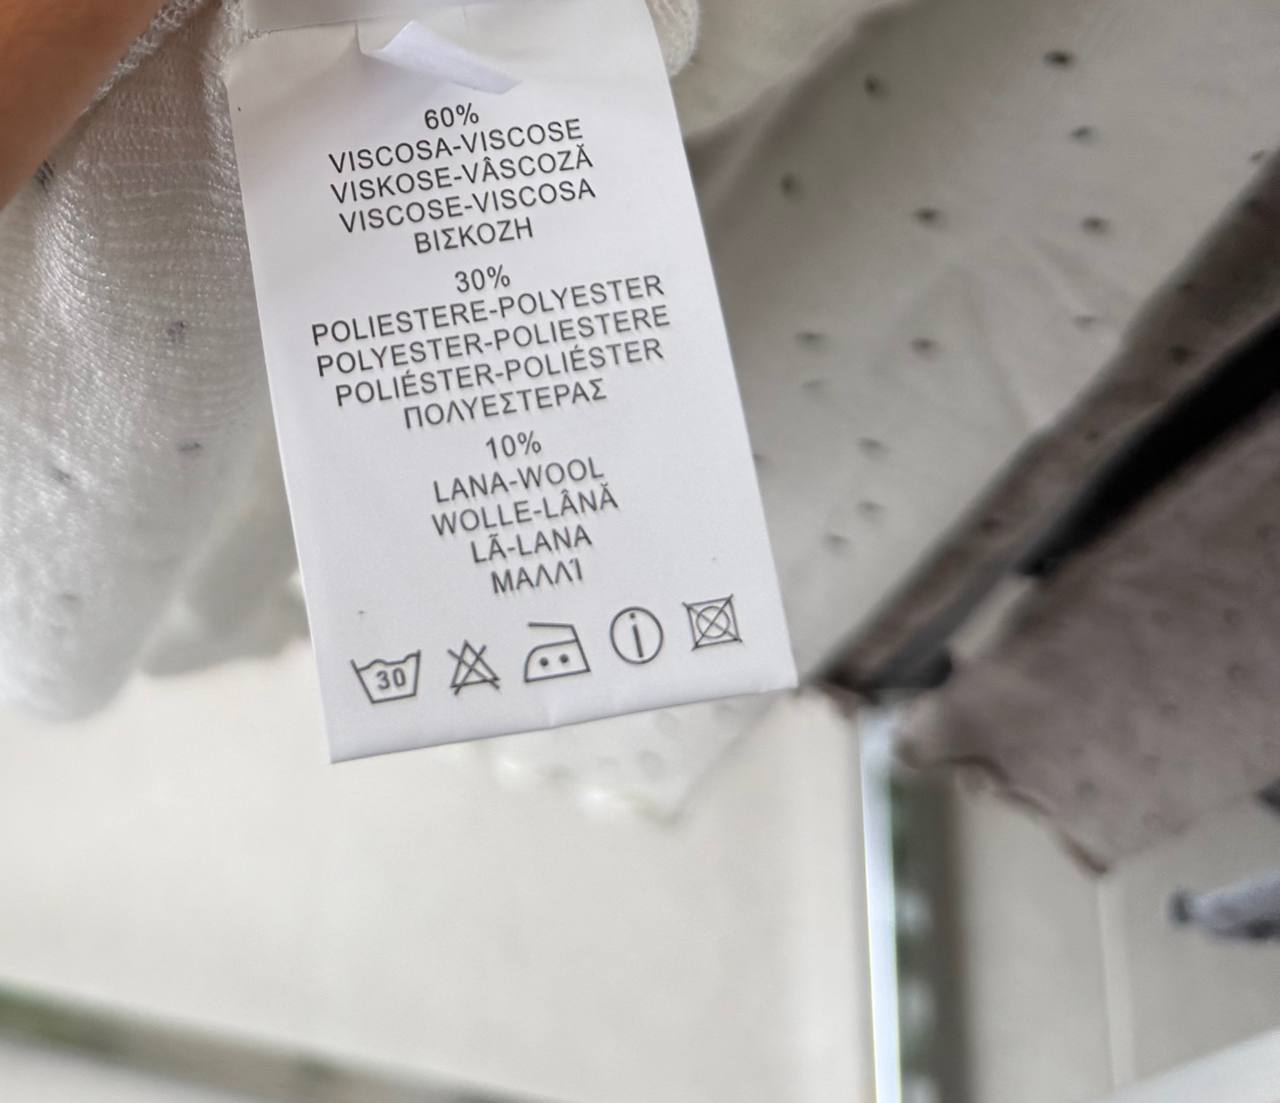 60%
VISCOSA-VISCOSE
VISKOSE-VÂSCOZĂ
VISCOSE-VISCOSA
ΒΙΣΚΟΖΗ
30%
POLIESTERE-POLYESTER
POLYESTER-POLIESTERE
POLIÉSTER-POLIÉSTER
ΠΟΛΥΕΣΤΕΡΑΣ
10%
LANA-WOOL
WOLLE-LÂNĂ
LÃ-LANA
ΜΑΛΛΊ
30 i